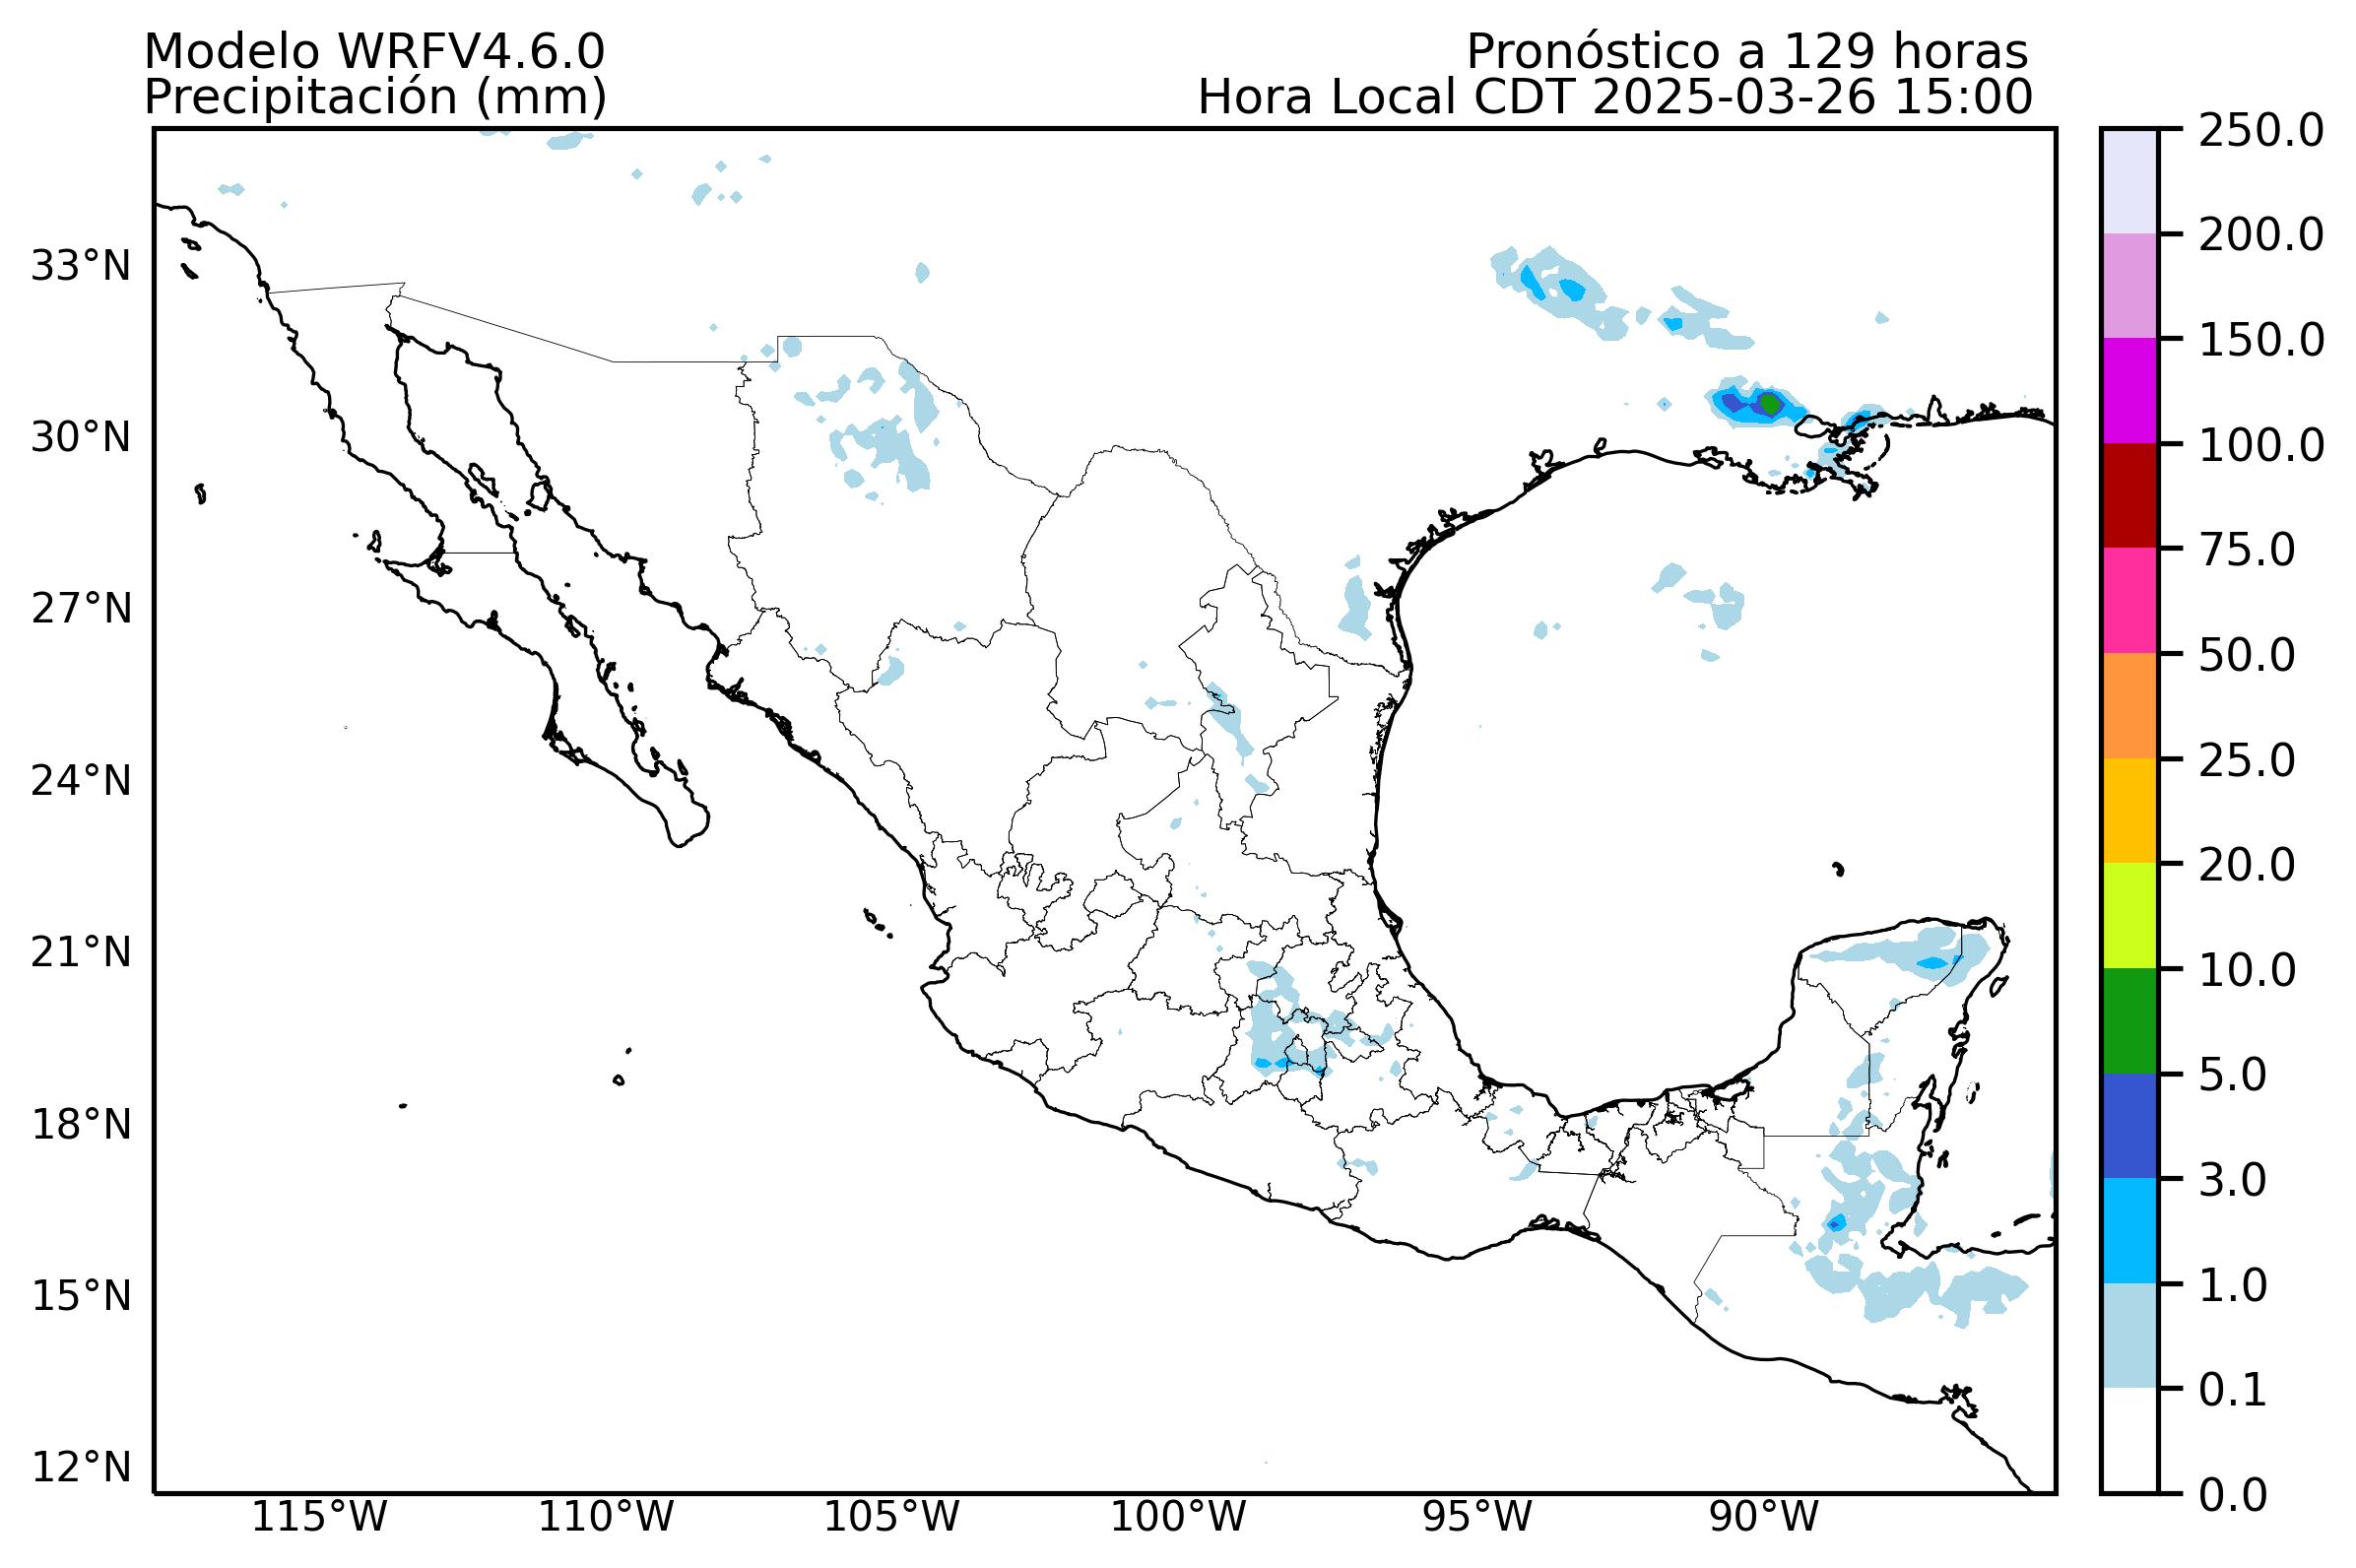 Modelo WRFV4.6.0
Precipitación (mm)
Pronóstico a 129 horas
Hora Local CDT 2025-03-26 15:00
33°N
30°N
27°N
24°N
21°N
18°N
15°N
12°N
115°W
110°W
105°W
100°W
95°W
90°W
250.0
200.0
150.0
100.0
75.0
50.0
25.0
20.0
10.0
5.0
3.0
1.0
0.1
0.0